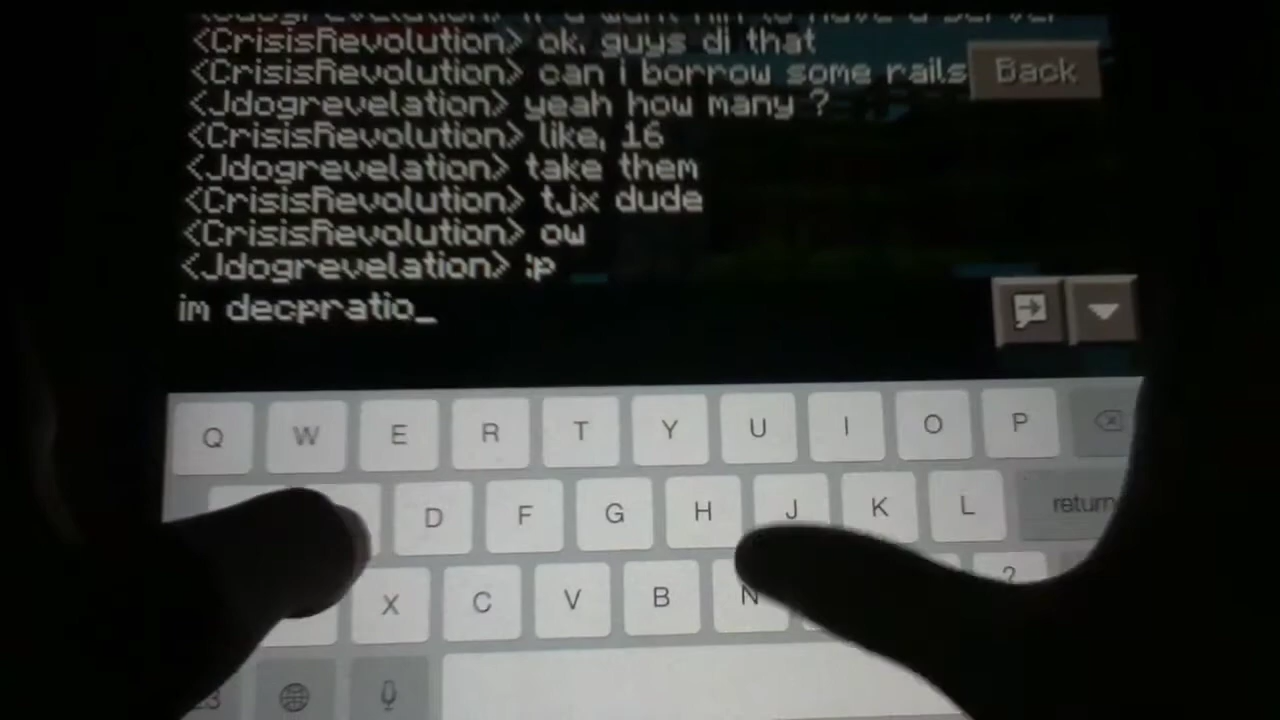 <CrisisRevolution> ok, guys di that
<CrisisRevolution> can i borrow some rails
Back
<Jdogrevelation> yeah how many ?
<CrisisRevolution> like, 16
<Jdogrevelation> take them
<CrisisRevolution> tjx dude
<CrisisRevolution> ow
<Jdogrevelation> :p
im decpratio_
Q W E R T Y U I O P
D F G H J K L return
X C V B N ?